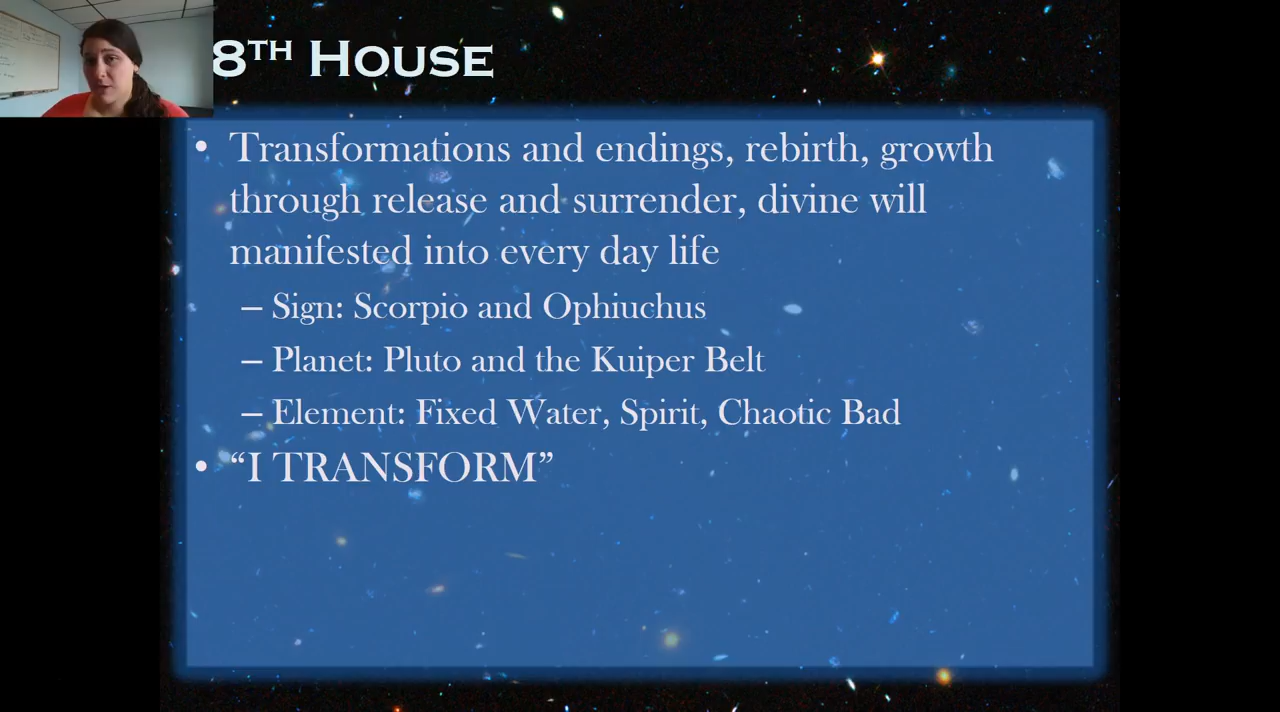 8TH HOUSE
• Transformations and endings, rebirth, growth
through release and surrender, divine will
manifested into every day life
– Sign: Scorpio and Ophiuchus
– Planet: Pluto and the Kuiper Belt
– Element: Fixed Water, Spirit, Chaotic Bad
• “I TRANSFORM”